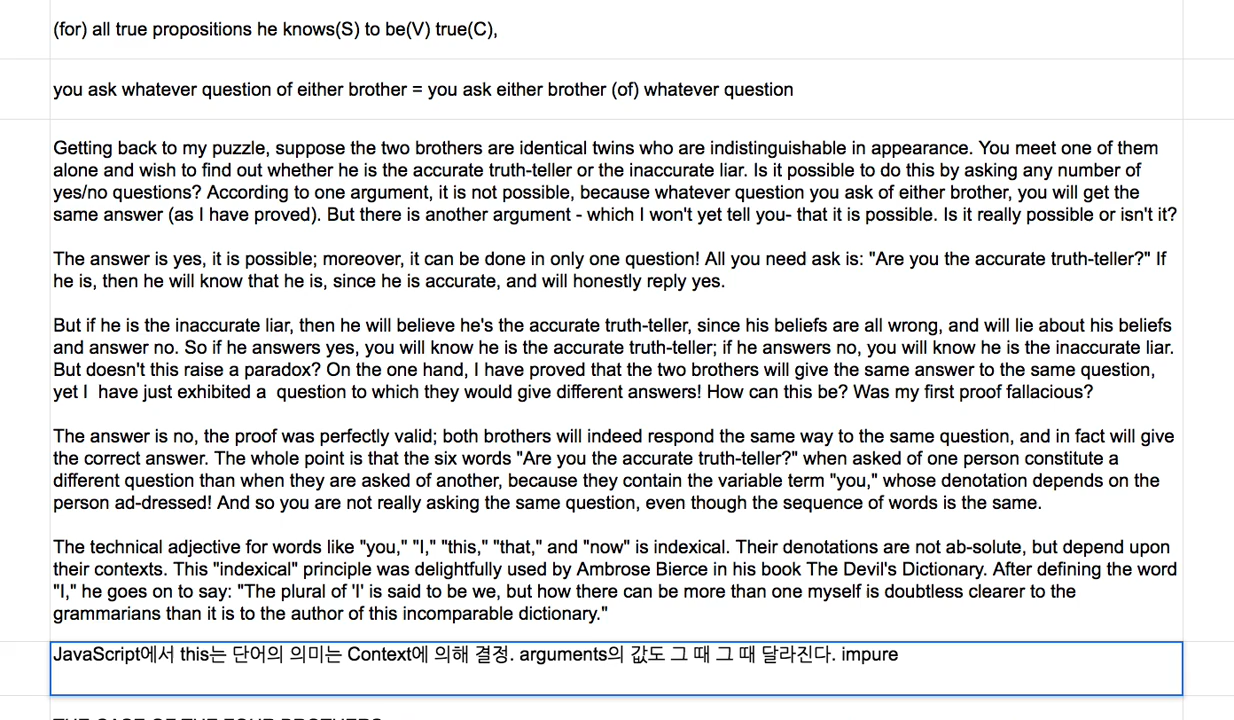 (for) all true propositions he knows(S) to be(V) true(C),
you ask whatever question of either brother = you ask either brother (of) whatever question
Getting back to my puzzle, suppose the two brothers are identical twins who are indistinguishable in appearance. You meet one of them
alone and wish to find out whether he is the accurate truth-teller or the inaccurate liar. Is it possible to do this by asking any number of
yes/no questions? According to one argument, it is not possible, because whatever question you ask of either brother, you will get the
same answer (as I have proved). But there is another argument - which I won't yet tell you- that it is possible. Is it really possible or isn't it?
The answer is yes, it is possible; moreover, it can be done in only one question! All you need ask is: "Are you the accurate truth-teller?" If
he is, then he will know that he is, since he is accurate, and will honestly reply yes.
But if he is the inaccurate liar, then he will believe he's the accurate truth-teller, since his beliefs are all wrong, and will lie about his beliefs
and answer no. So if he answers yes, you will know he is the accurate truth-teller; if he answers no, you will know he is the inaccurate liar.
But doesn't this raise a paradox? On the one hand, I have proved that the two brothers will give the same answer to the same question,
yet I  have just exhibited a  question to which they would give different answers! How can this be? Was my first proof fallacious?
The answer is no, the proof was perfectly valid; both brothers will indeed respond the same way to the same question, and in fact will give
the correct answer. The whole point is that the six words "Are you the accurate truth-teller?" when asked of one person constitute a
different question than when they are asked of another, because they contain the variable term "you," whose denotation depends on the
person ad-dressed! And so you are not really asking the same question, even though the sequence of words is the same.
The technical adjective for words like "you," "I," "this," "that," and "now" is indexical. Their denotations are not ab-solute, but depend upon
their contexts. This "indexical" principle was delightfully used by Ambrose Bierce in his book The Devil's Dictionary. After defining the word
"I," he goes on to say: "The plural of 'I' is said to be we, but how there can be more than one myself is doubtless clearer to the
grammarians than it is to the author of this incomparable dictionary."
JavaScript에서 this는 단어의 의미는 Context에 의해 결정. arguments의 값도 그 때 그 때 달라진다. impure
THE CASE OF THE FOUR BROTHERS